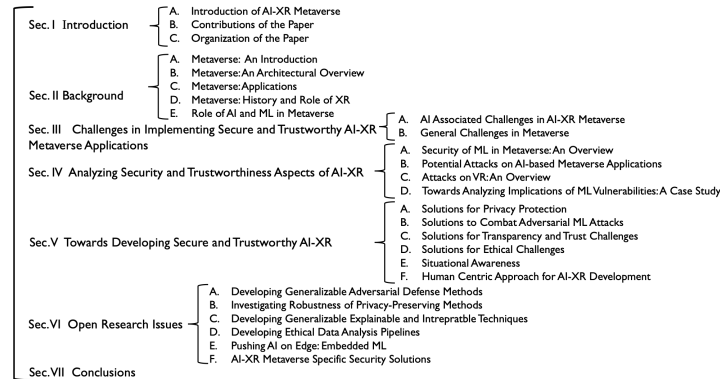 Sec. I Introduction
A. Introduction of AI-XR Metaverse
B. Contributions of the Paper
C. Organization of the Paper
Sec. II Background
A. Metaverse: An Introduction
B. Metaverse: An Architectural Overview
C. Metaverse: Applications
D. Metaverse: History and Role of XR
E. Role of AI and ML in Metaverse
Sec. III Challenges in Implementing Secure and Trustworthy AI-XR
Metaverse Applications
A. AI Associated Challenges in AI-XR Metaverse
B. General Challenges in Metaverse
Sec. IV Analyzing Security and Trustworthiness Aspects of AI-XR
A. Security of ML in Metaverse: An Overview
B. Potential Attacks on AI-based Metaverse Applications
C. Attacks on VR: An Overview
D. Towards Analyzing Implications of ML Vulnerabilities: A Case Study
Sec. V Towards Developing Secure and Trustworthy AI-XR
A. Solutions for Privacy Protection
B. Solutions to Combat Adversarial ML Attacks
C. Solutions for Transparency and Trust Challenges
D. Solutions for Ethical Challenges
E. Situational Awareness
F. Human Centric Approach for AI-XR Development
Sec. VI Open Research Issues
A. Developing Generalizable Adversarial Defense Methods
B. Investigating Robustness of Privacy-Preserving Methods
C. Developing Generalizable Explainable and Intrepratble Techniques
D. Developing Ethical Data Analysis Pipelines
E. Pushing AI on Edge: Embedded ML
F. AI-XR Metaverse Specific Security Solutions
Sec. VII Conclusions